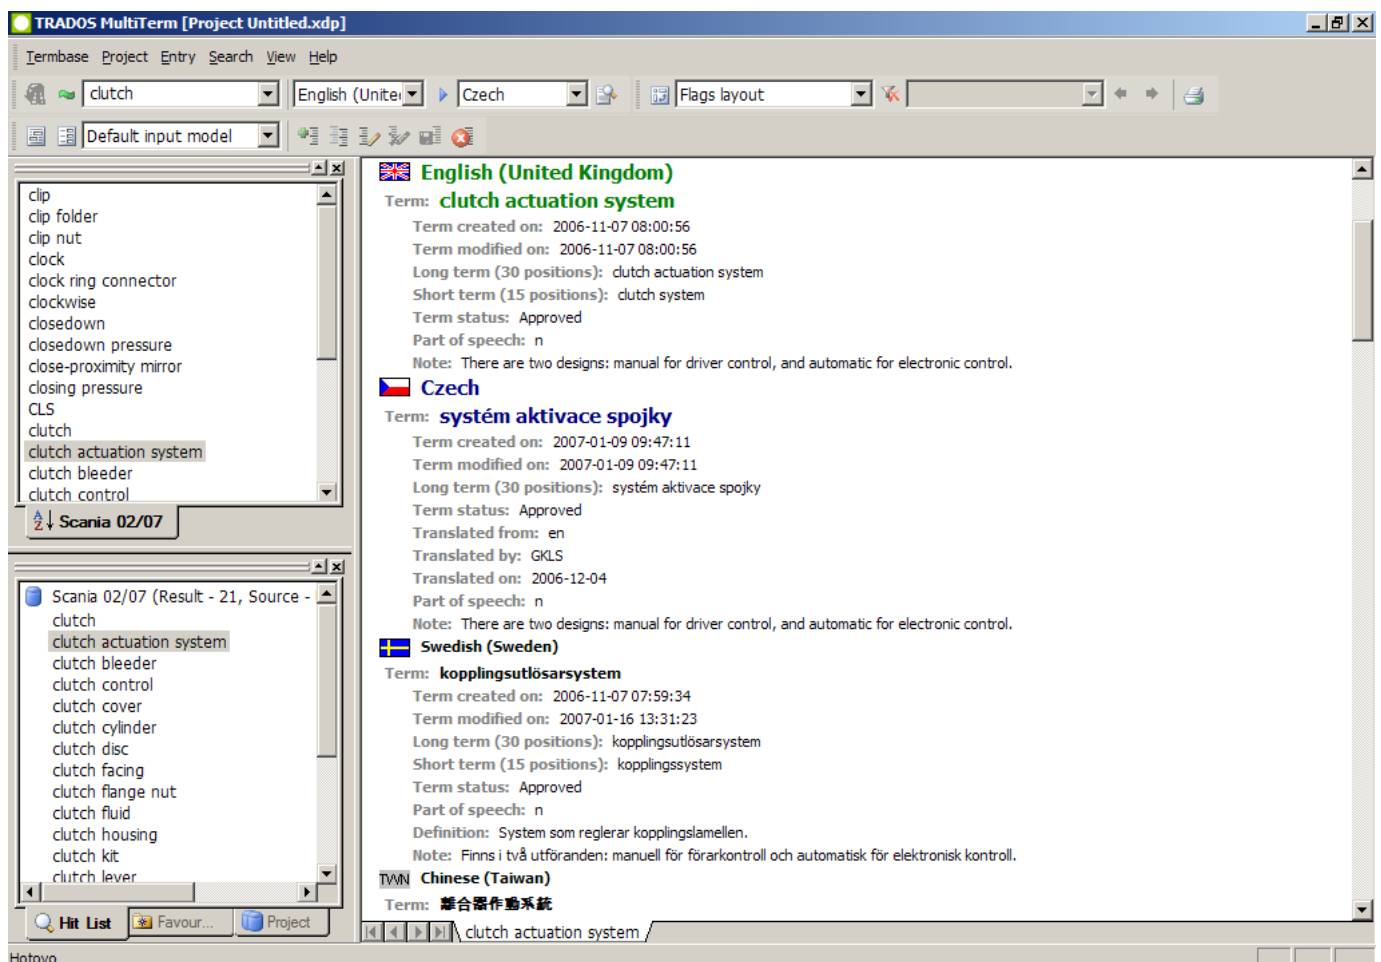 TRADOS MultiTerm [Project Untitled.xdp]
Termbase Project Entry Search View Help
clutch English (Unite Czech Flags layout
Default input model
clip
clip folder
clip nut
clock
clock ring connector
clockwise
closedown
closedown pressure
close-proximity mirror
closing pressure
CLS
clutch
clutch actuation system
clutch bleeder
clutch control
Scania 02/07
Scania 02/07 (Result - 21, Source -
clutch
clutch actuation system
clutch bleeder
clutch control
clutch cover
clutch cylinder
clutch disc
clutch facing
clutch flange nut
clutch fluid
clutch housing
clutch kit
clutch lever
Hit List Favour... Project
English (United Kingdom)
Term: clutch actuation system
Term created on: 2006-11-07 08:00:56
Term modified on: 2006-11-07 08:00:56
Long term (30 positions): clutch actuation system
Short term (15 positions): clutch system
Term status: Approved
Part of speech: n
Note: There are two designs: manual for driver control, and automatic for electronic control.
Czech
Term: systém aktivace spojky
Term created on: 2007-01-09 09:47:11
Term modified on: 2007-01-09 09:47:11
Long term (30 positions): systém aktivace spojky
Term status: Approved
Translated from: en
Translated by: GKLS
Translated on: 2006-12-04
Part of speech: n
Note: There are two designs: manual for driver control, and automatic for electronic control.
Swedish (Sweden)
Term: kopplingsutlösarsystem
Term created on: 2006-11-07 07:59:34
Term modified on: 2007-01-16 13:31:23
Long term (30 positions): kopplingsutlösarsystem
Short term (15 positions): kopplingssystem
Term status: Approved
Part of speech: n
Definition: System som reglerar kopplingslamellen.
Note: Finns i två utföranden: manuell för förarkontroll och automatisk för elektronisk kontroll.
TWN Chinese (Taiwan)
Term: 離合器作動系統
clutch actuation system
Hotovo